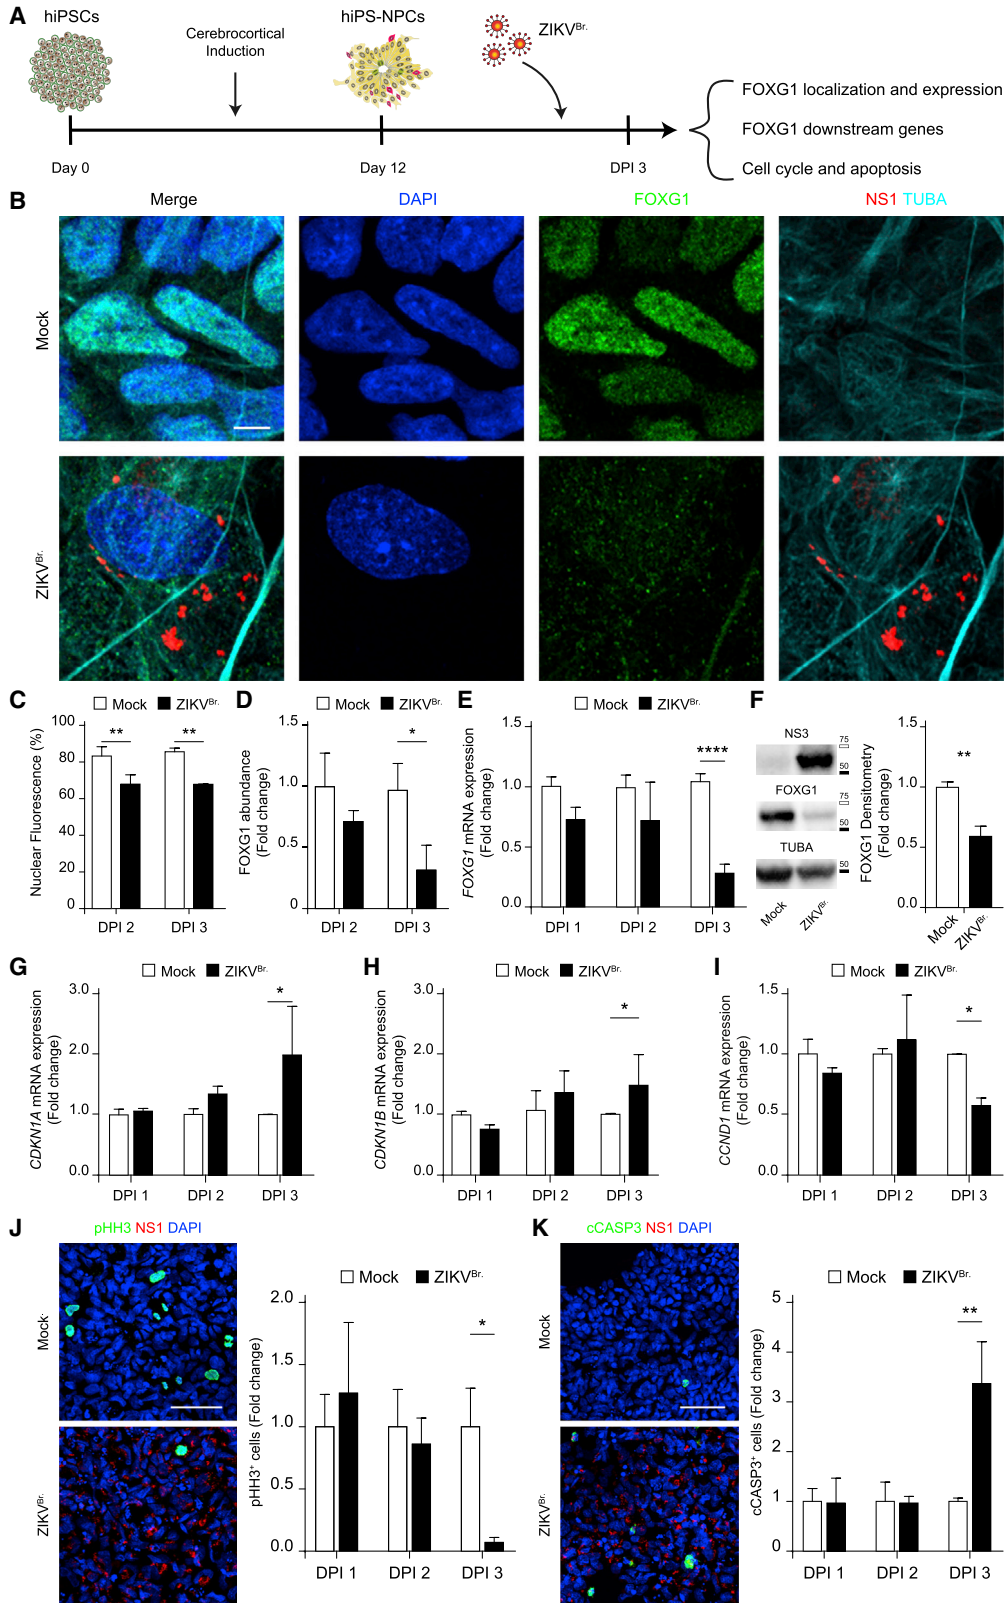 A
hiPSCs
Cerebrocortical
Induction
hiPS-NPCs
ZIKVBr.
FOXG1 localization and expression
FOXG1 downstream genes
Cell cycle and apoptosis
Day 0
Day 12
DPI 3
B
Merge
DAPI
FOXG1
NS1 TUBA
Mock
ZIKVBr.
C
Mock
ZIKVBr.
Nuclear Fluorescence (%)
100
80
60
40
20
0
**
**
DPI 2
DPI 3
D
Mock
ZIKVBr.
FOXG1 abundance
(Fold change)
1.5
1.0
0.5
0
*
DPI 2
DPI 3
E
Mock
ZIKVBr.
FOXG1 mRNA expression
(Fold change)
1.5
1.0
0.5
0.0
****
DPI 1
DPI 2
DPI 3
F
NS3
75
50
FOXG1
75
50
TUBA
50
Mock
ZIKVBr.
FOXG1 Densitometry
(Fold change)
1.5
1.0
0.5
0.0
**
Mock
ZIKVBr.
G
Mock
ZIKVBr.
CDKN1A mRNA expression
(Fold change)
3.0
2.0
1.0
0.0
*
DPI 1
DPI 2
DPI 3
H
Mock
ZIKVBr.
CDKN1B mRNA expression
(Fold change)
3.0
2.0
1.0
0.0
*
DPI 1
DPI 2
DPI 3
I
Mock
ZIKVBr.
CCND1 mRNA expression
(Fold change)
1.5
1.0
0.5
0.0
*
DPI 1
DPI 2
DPI 3
J
pHH3 NS1 DAPI
Mock
ZIKVBr.
Mock
ZIKVBr.
pHH3+ cells (Fold change)
2.0
1.5
1.0
0.5
0.0
*
DPI 1
DPI 2
DPI 3
K
cCASP3 NS1 DAPI
Mock
ZIKVBr.
Mock
ZIKVBr.
cCASP3+ cells (Fold change)
5
4
3
2
1
0
**
DPI 1
DPI 2
DPI 3